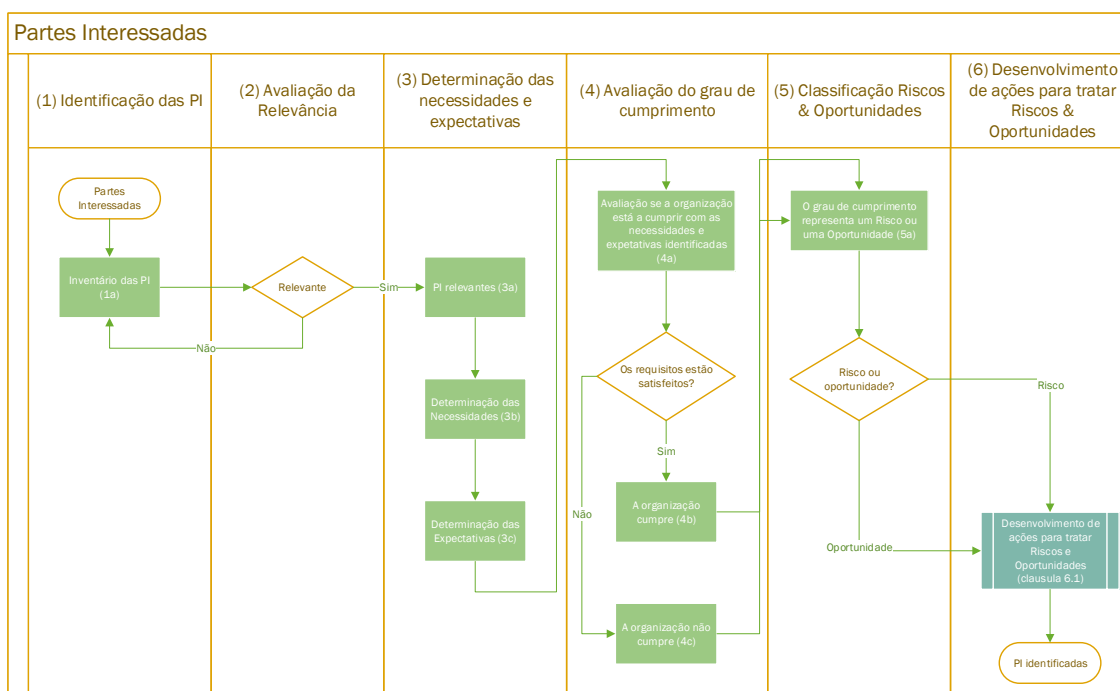 Partes Interessadas
(1) Identificação das PI
(2) Avaliação da
Relevância
(3) Determinação das
necessidades e
expectativas
(4) Avaliação do grau de
cumprimento
(5) Classificação Riscos
& Oportunidades
(6) Desenvolvimento
de ações para tratar
Riscos &
Oportunidades
Partes
Interessadas
Inventário das PI
(1a)
Relevante
Sim
Não
PI relevantes (3a)
Determinação das
Necessidades (3b)
Determinação das
Expectativas (3c)
Avaliação se a organização
está a cumprir com as
necessidades e
expetativas identificadas
(4a)
Os requisitos estão
satisfeitos?
Sim
Não
A organização
cumpre (4b)
A organização não
cumpre (4c)
O grau de cumprimento
representa um Risco ou
uma Oportunidade (5a)
Risco ou
oportunidade?
Risco
Oportunidade
Desenvolvimento de
ações para tratar
Riscos e
Oportunidades
(clausula 6.1)
PI identificadas